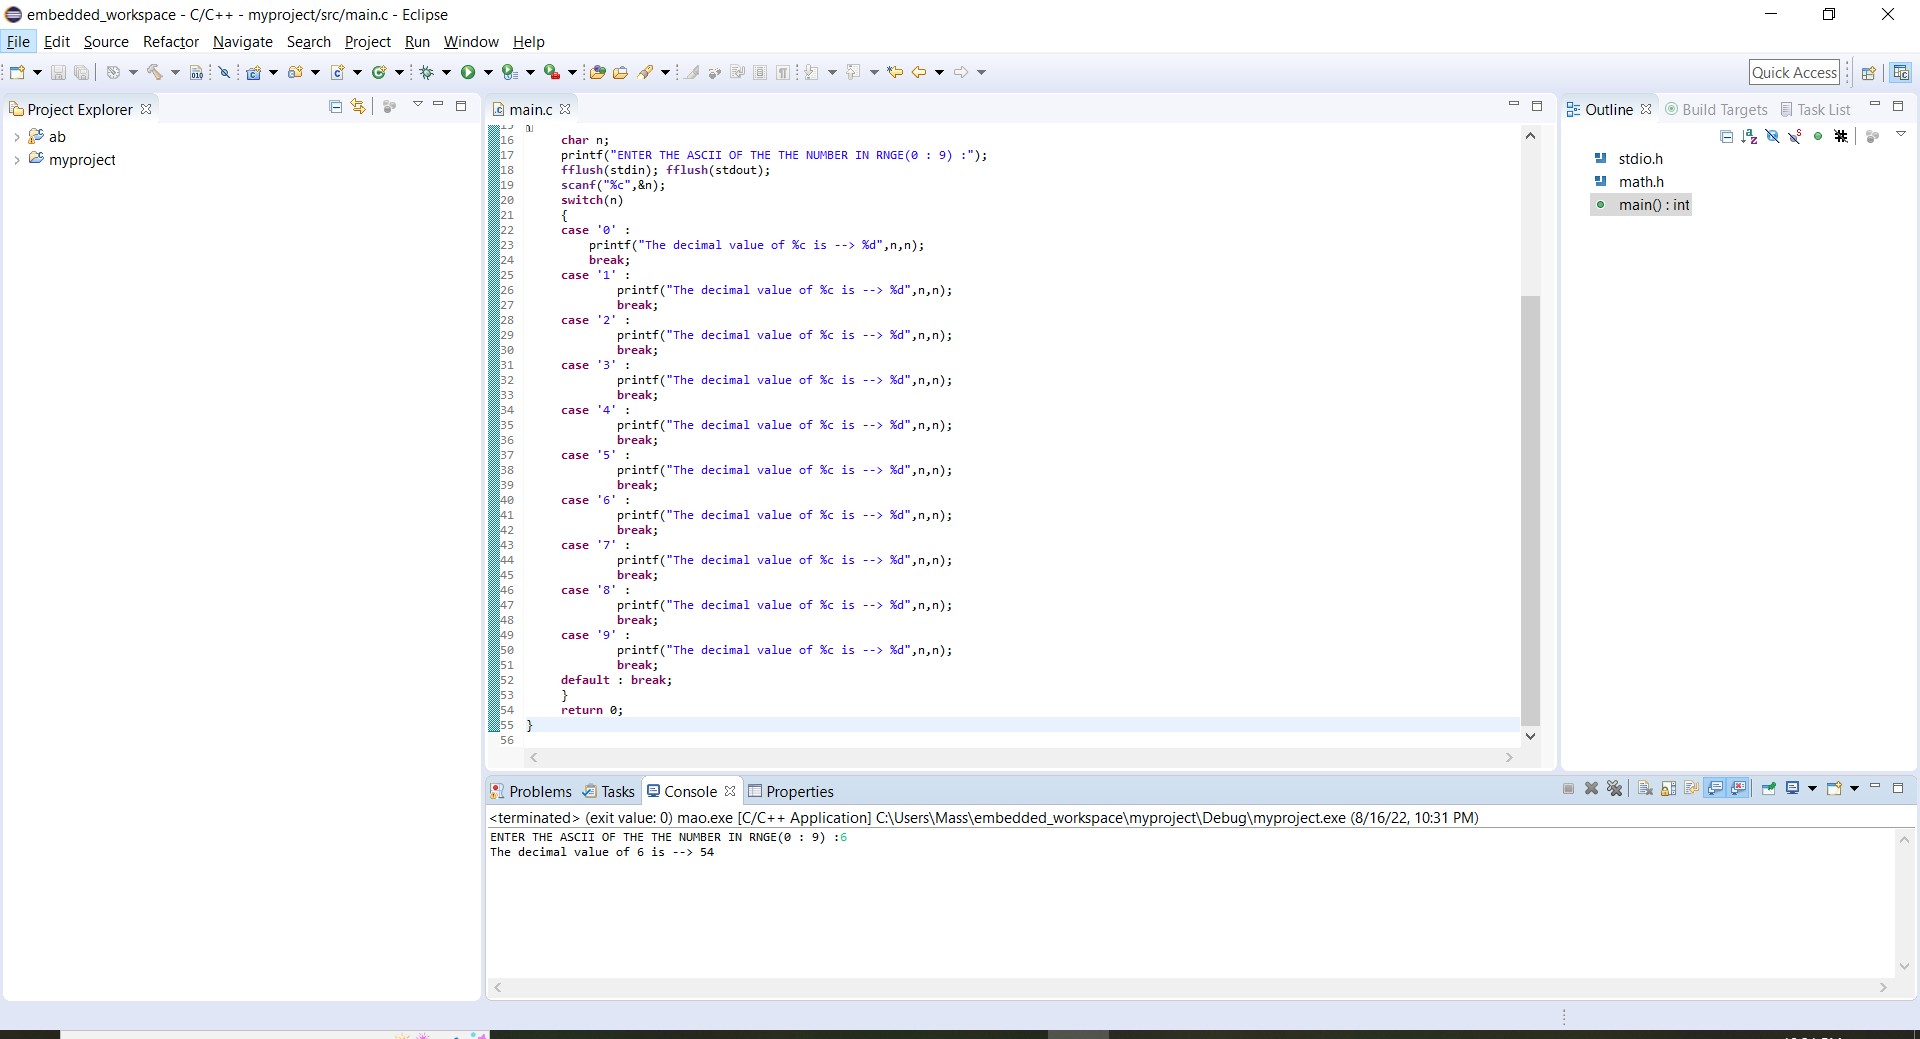 embedded_workspace - C/C++ - myproject/src/main.c - Eclipse
File Edit Source Refactor Navigate Search Project Run Window Help
Quick Access
Project Explorer
ab
myproject
main.c
16 char n;
17 printf("ENTER THE ASCII OF THE THE NUMBER IN RNGE(0 : 9) :");
18 fflush(stdin); fflush(stdout);
19 scanf("%c",&n);
20 switch(n)
21 {
22 case '0' :
23 printf("The decimal value of %c is --> %d",n,n);
24 break;
25 case '1' :
26 printf("The decimal value of %c is --> %d",n,n);
27 break;
28 case '2' :
29 printf("The decimal value of %c is --> %d",n,n);
30 break;
31 case '3' :
32 printf("The decimal value of %c is --> %d",n,n);
33 break;
34 case '4' :
35 printf("The decimal value of %c is --> %d",n,n);
36 break;
37 case '5' :
38 printf("The decimal value of %c is --> %d",n,n);
39 break;
40 case '6' :
41 printf("The decimal value of %c is --> %d",n,n);
42 break;
43 case '7' :
44 printf("The decimal value of %c is --> %d",n,n);
45 break;
46 case '8' :
47 printf("The decimal value of %c is --> %d",n,n);
48 break;
49 case '9' :
50 printf("The decimal value of %c is --> %d",n,n);
51 break;
52 default : break;
53 }
54 return 0;
55 }
56
Outline Build Targets Task List
stdio.h
math.h
main() : int
Problems Tasks Console Properties
<terminated> (exit value: 0) mao.exe [C/C++ Application] C:\Users\Mass\embedded_workspace\myproject\Debug\myproject.exe (8/16/22, 10:31 PM)
ENTER THE ASCII OF THE THE NUMBER IN RNGE(0 : 9) :6
The decimal value of 6 is --> 54